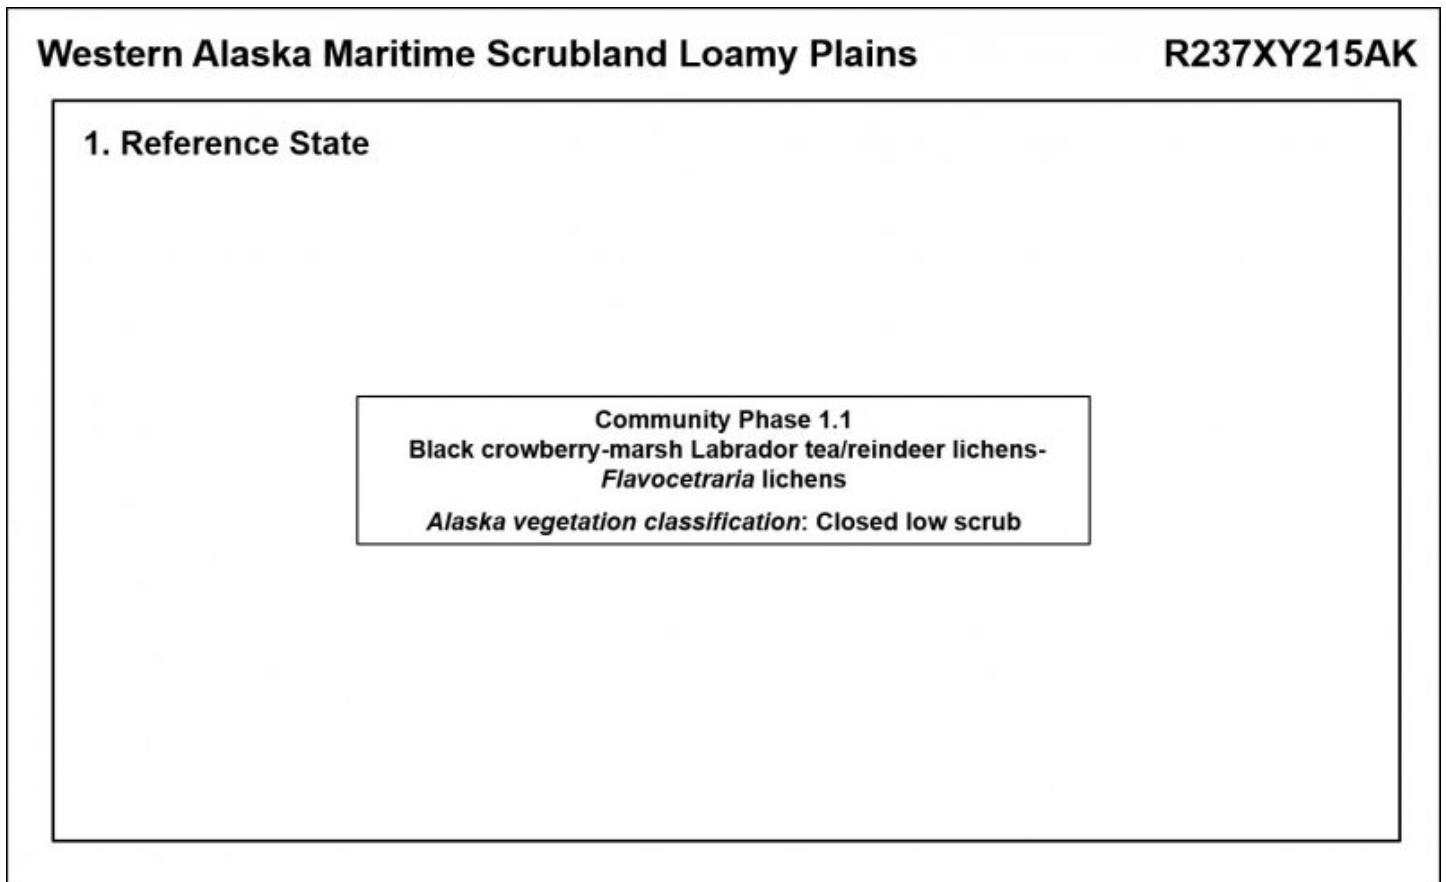 Western Alaska Maritime Scrubland Loamy Plains R237XY215AK
1. Reference State
Community Phase 1.1
Black crowberry-marsh Labrador tea/reindeer lichens-
Flavocetraria lichens
Alaska vegetation classification: Closed low scrub